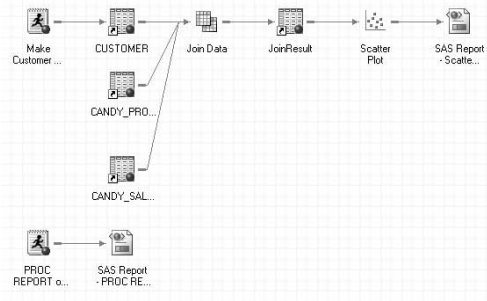 Make
Customer ...
CUSTOMER
Join Data
JoinResult
Scatter
Plot
SAS Report
- Scatte...
CANDY_PRO...
CANDY_SAL...
PROC
REPORT o...
SAS Report
- PROC RE...